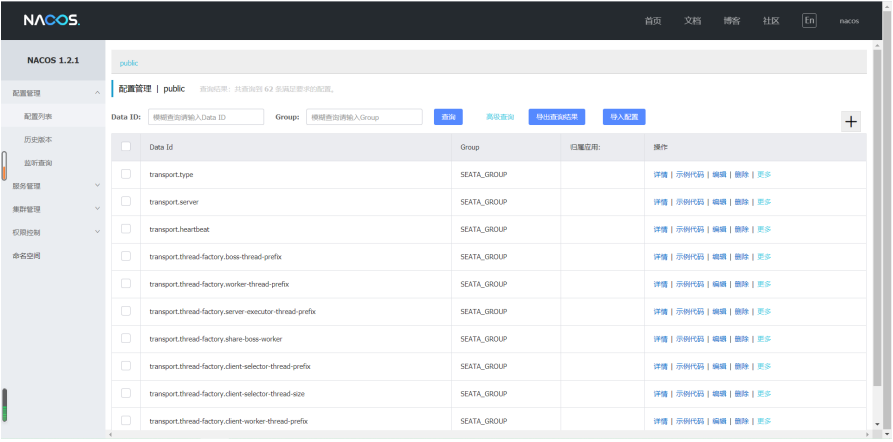 NACOS.
首页 文档 博客 社区 En nacos
NACOS 1.2.1
配置管理
配置列表
历史版本
监听查询
服务管理
集群管理
权限控制
命名空间
public
配置管理 | public 查询结果：共查询到 62 条满足要求的配置。
Data ID: 模糊查询请输入Data ID Group: 模糊查询请输入Group 查询 高级查询 导出查询结果 导入配置 +
Data Id Group 归属应用: 操作
transport.type SEATA_GROUP 详情 | 示例代码 | 编辑 | 删除 | 更多
transport.server SEATA_GROUP 详情 | 示例代码 | 编辑 | 删除 | 更多
transport.heartbeat SEATA_GROUP 详情 | 示例代码 | 编辑 | 删除 | 更多
transport.thread-factory.boss-thread-prefix SEATA_GROUP 详情 | 示例代码 | 编辑 | 删除 | 更多
transport.thread-factory.worker-thread-prefix SEATA_GROUP 详情 | 示例代码 | 编辑 | 删除 | 更多
transport.thread-factory.server-executor-thread-prefix SEATA_GROUP 详情 | 示例代码 | 编辑 | 删除 | 更多
transport.thread-factory.share-boss-worker SEATA_GROUP 详情 | 示例代码 | 编辑 | 删除 | 更多
transport.thread-factory.client-selector-thread-prefix SEATA_GROUP 详情 | 示例代码 | 编辑 | 删除 | 更多
transport.thread-factory.client-selector-thread-size SEATA_GROUP 详情 | 示例代码 | 编辑 | 删除 | 更多
transport.thread-factory.client-worker-thread-prefix SEATA_GROUP 详情 | 示例代码 | 编辑 | 删除 | 更多